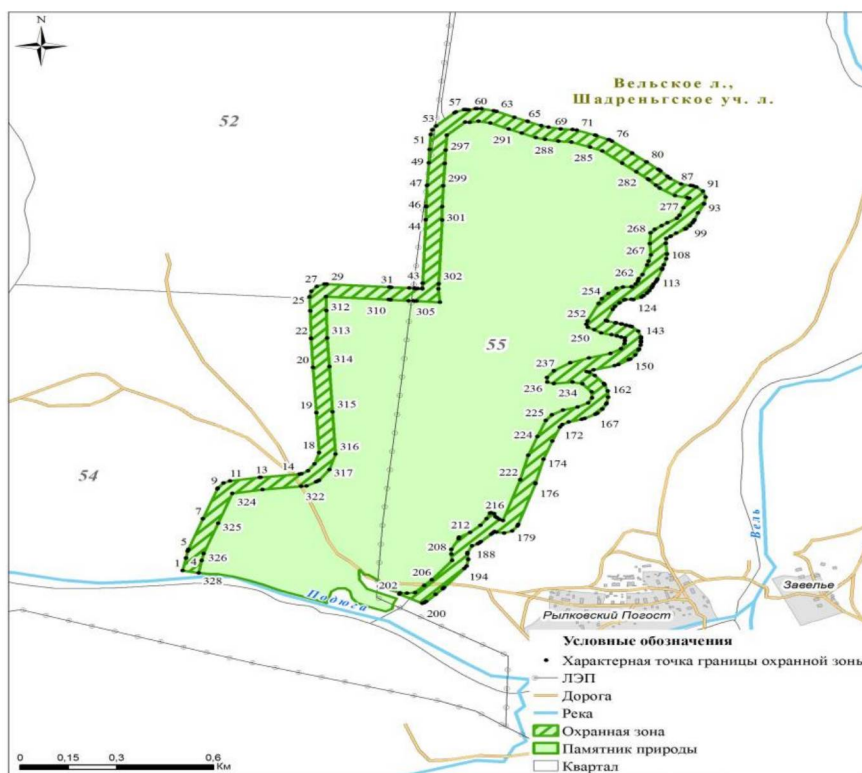 N
Вельское л.,
Шадреньгское уч. л.
52
57 60 63
53 65
51 69 71
291 76
297 288
49 285 80
47 299 282 87 91
46 277 93
44 301 268 99
267 108
27 29 31 43 302 262 113
25 312 310 305 254 124
22 313 252 143
250
55
20 314 237 150
236 234 162
19 315 225 167
224 172
18 316 174
54
14 317 222
9 11 13 322 176
324 216
7 325 212 179
5 208 188
1 4 326 206 194
328 202
200
Подюга
Вель
Завелье
Рылковский Погост
Условные обозначения
Характерная точка границы охранной зоны
ЛЭП
Дорога
Река
Охранная зона
Памятник природы
Квартал
0 0,15 0,3 0,6
Км